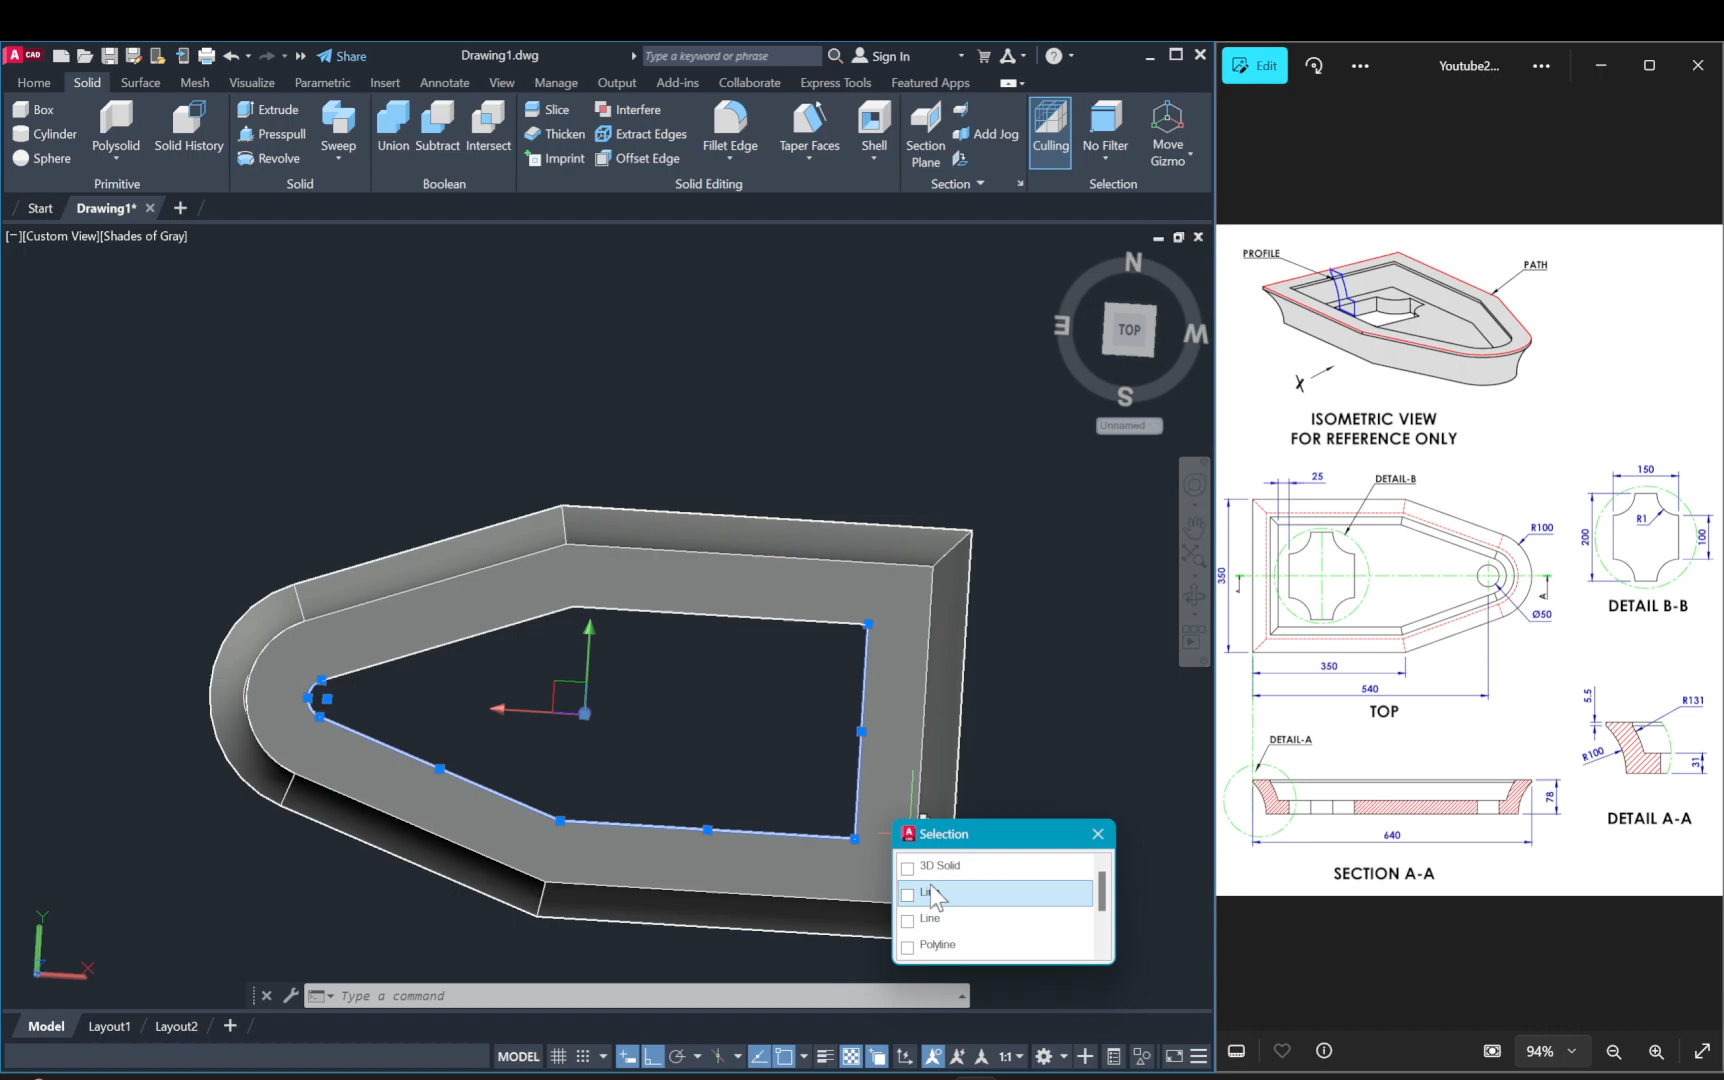 A CAD
Share
Drawing1.dwg
Type a keyword or phrase
Sign In
Home Solid Surface Mesh Visualize Parametric Insert Annotate View Manage Output Add-ins Collaborate Express Tools Featured Apps
Box
Cylinder
Sphere
Polysolid
Solid History
Primitive
Extrude
Presspull
Revolve
Sweep
Solid
Union
Subtract
Intersect
Boolean
Slice
Thicken
Imprint
Interfere
Extract Edges
Offset Edge
Fillet Edge
Taper Faces
Shell
Solid Editing
Section
Plane
Add Jog
Section
Culling
No Filter
Move
Gizmo
Selection
Start
Drawing1*
[−][Custom View][Shades of Gray]
N
E
TOP
W
S
Unnamed
Selection
3D Solid
Line
Polyline
Y
X
Type a command
Model
Layout1
Layout2
MODEL
1:1
Edit
Youtube2...
PROFILE
PATH
X
ISOMETRIC VIEW
FOR REFERENCE ONLY
25
DETAIL-B
R100
350
A
Ø50
350
540
TOP
150
R1
200
100
DETAIL B-B
DETAIL-A
78
640
SECTION A-A
5.5
R131
R100
31
DETAIL A-A
94%